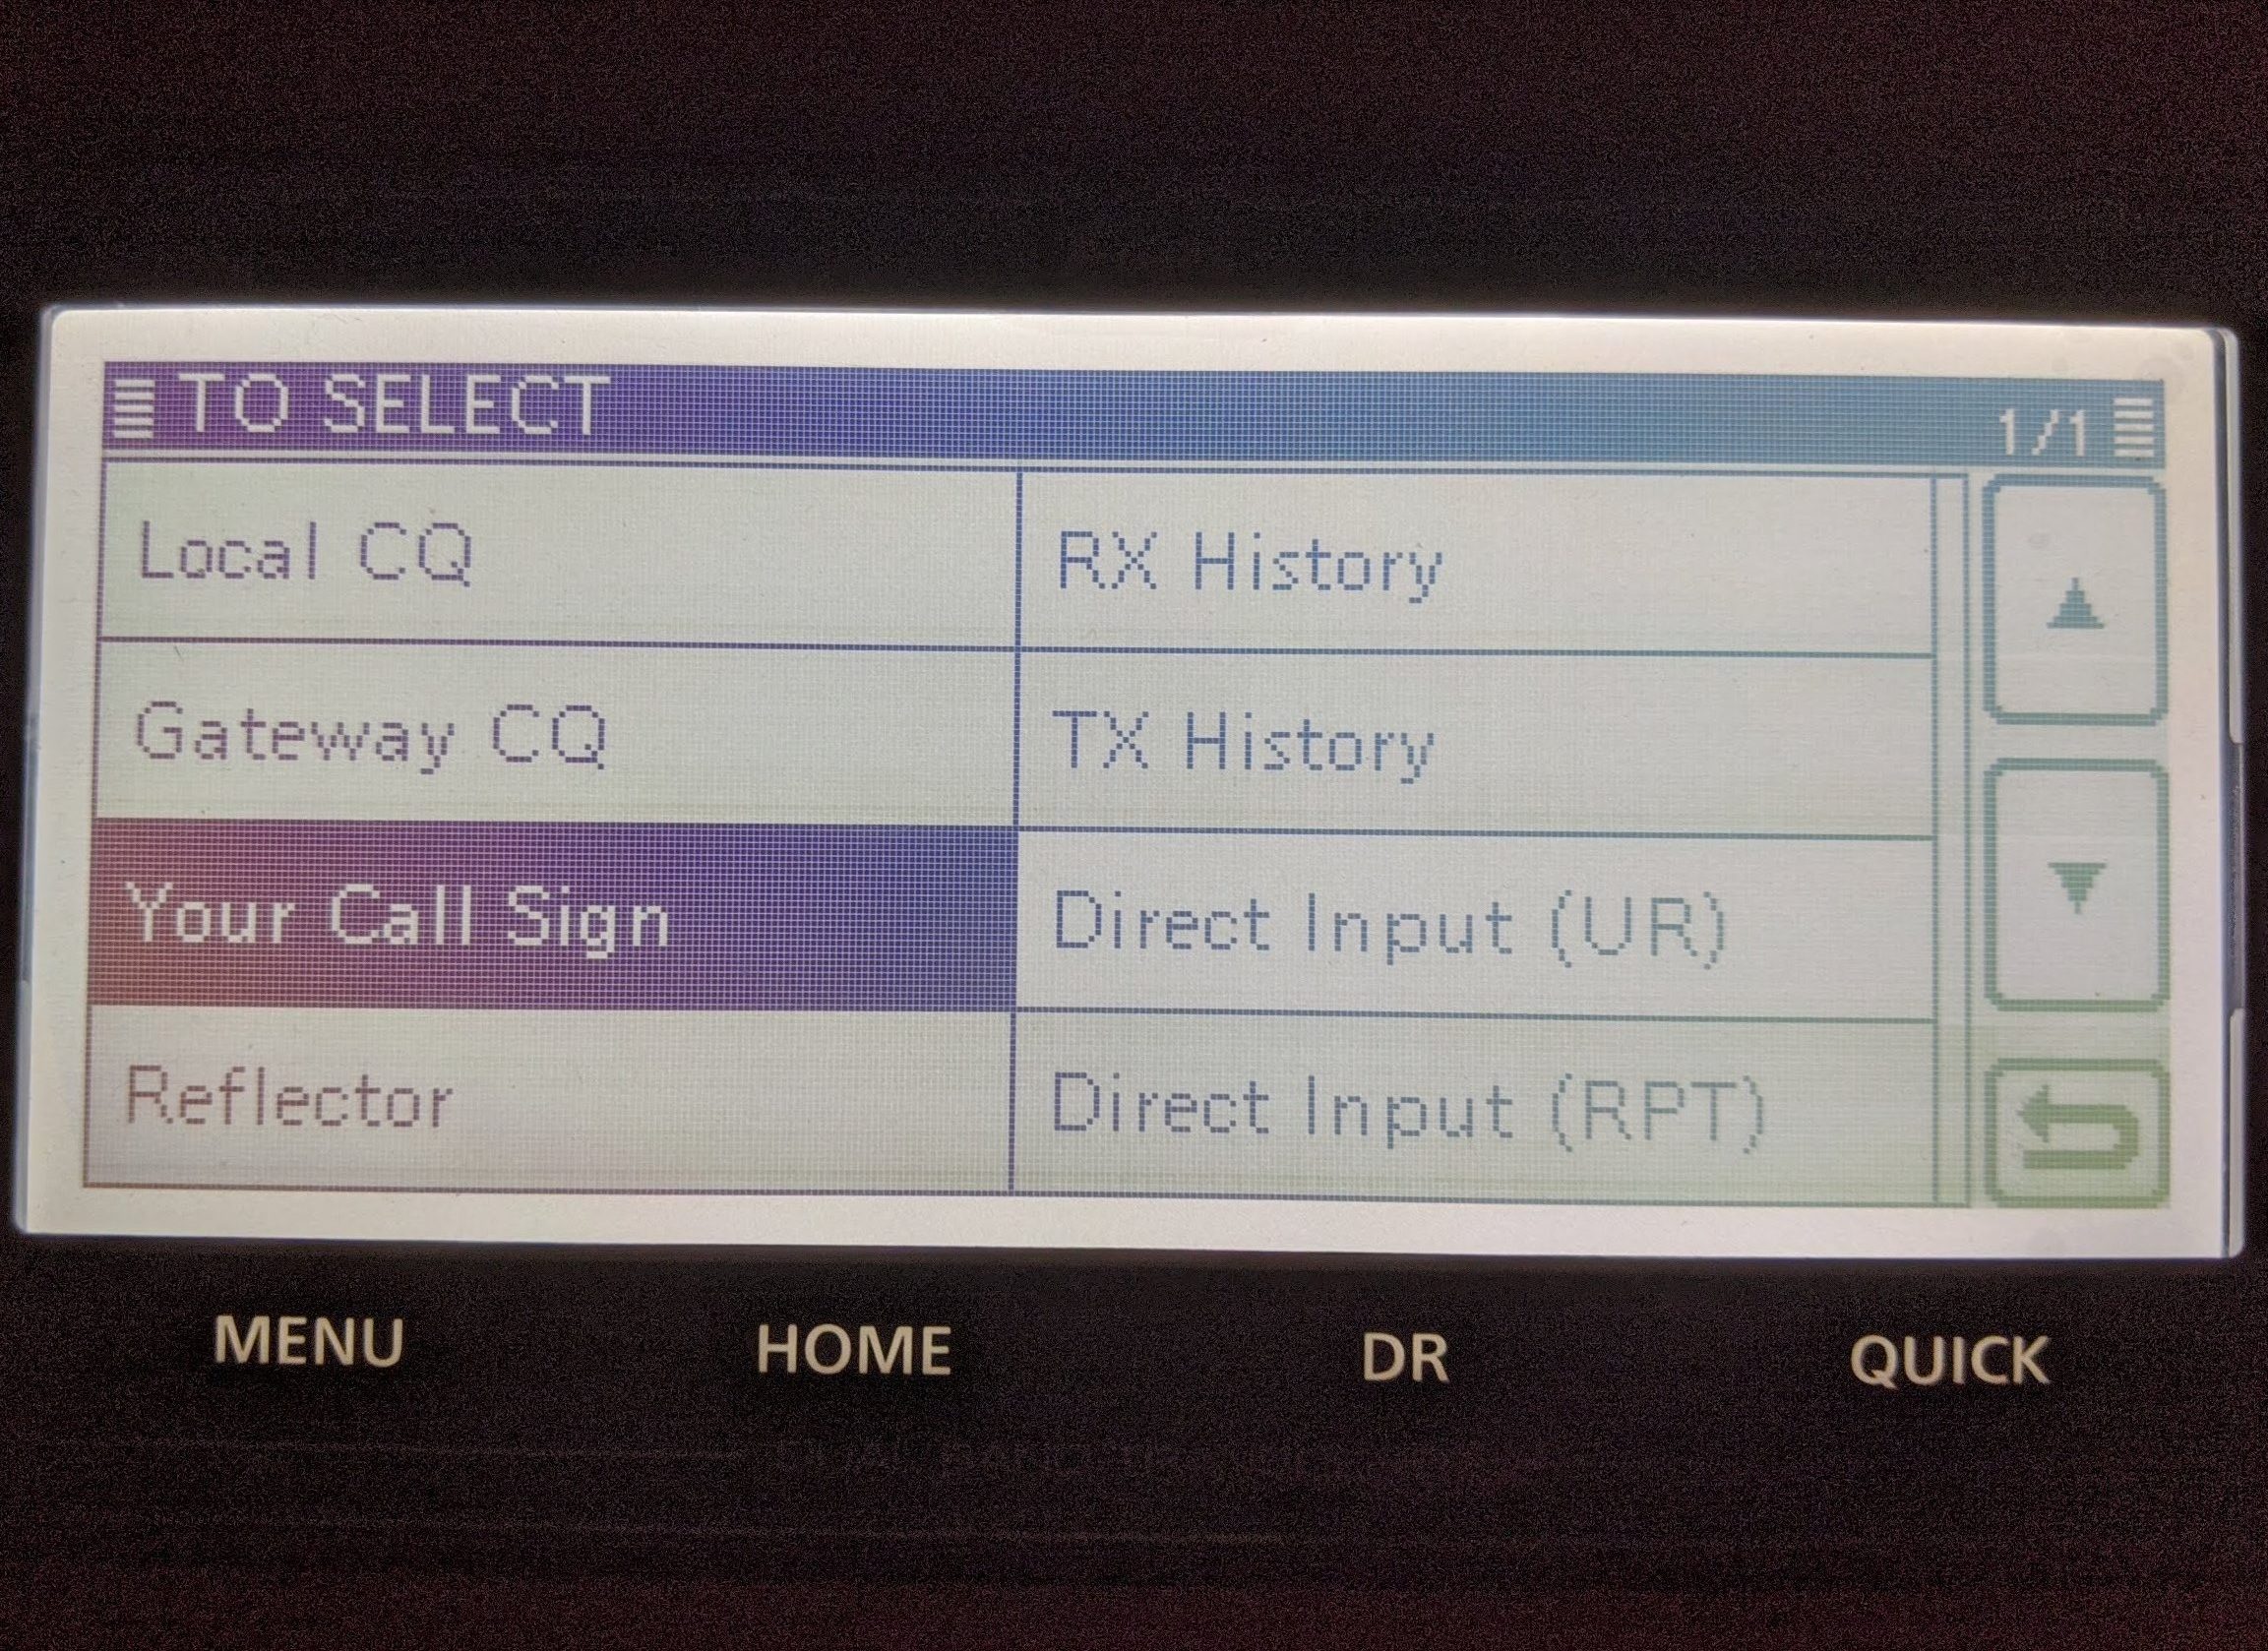 TO SELECT 1/1
Local CQ
RX History
Gateway CQ
TX History
Your Call Sign
Direct Input (UR)
Reflector
Direct Input (RPT)
MENU HOME DR QUICK